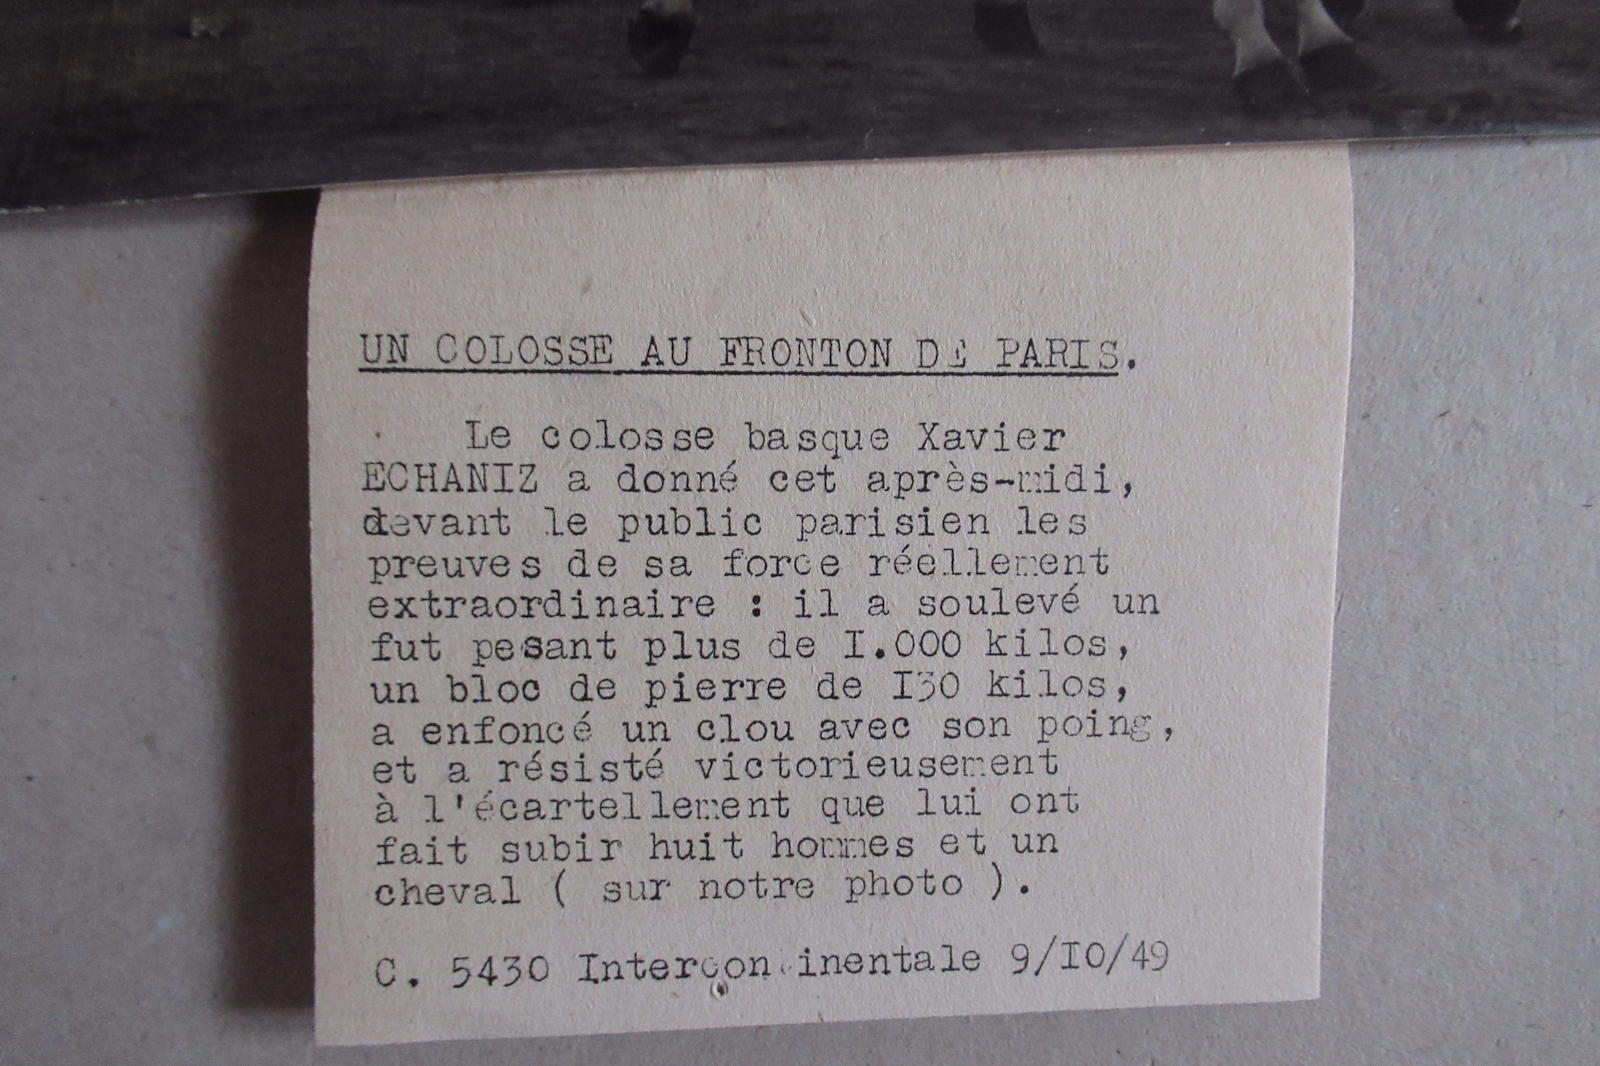 UN COLOSSE AU FRONTON DE PARIS.
Le colosse basque Xavier
ECHANIZ a donné cet après-midi,
devant le public parisien les
preuves de sa force réellement
extraordinaire : il a soulevé un
fut pesant plus de I.000 kilos,
un bloc de pierre de I30 kilos,
a enfoncé un clou avec son poing,
et a résisté victorieusement
à l'écartellement que lui ont
fait subir huit hommes et un
cheval ( sur notre photo ).
C. 5430 Intercontinentale 9/IO/49